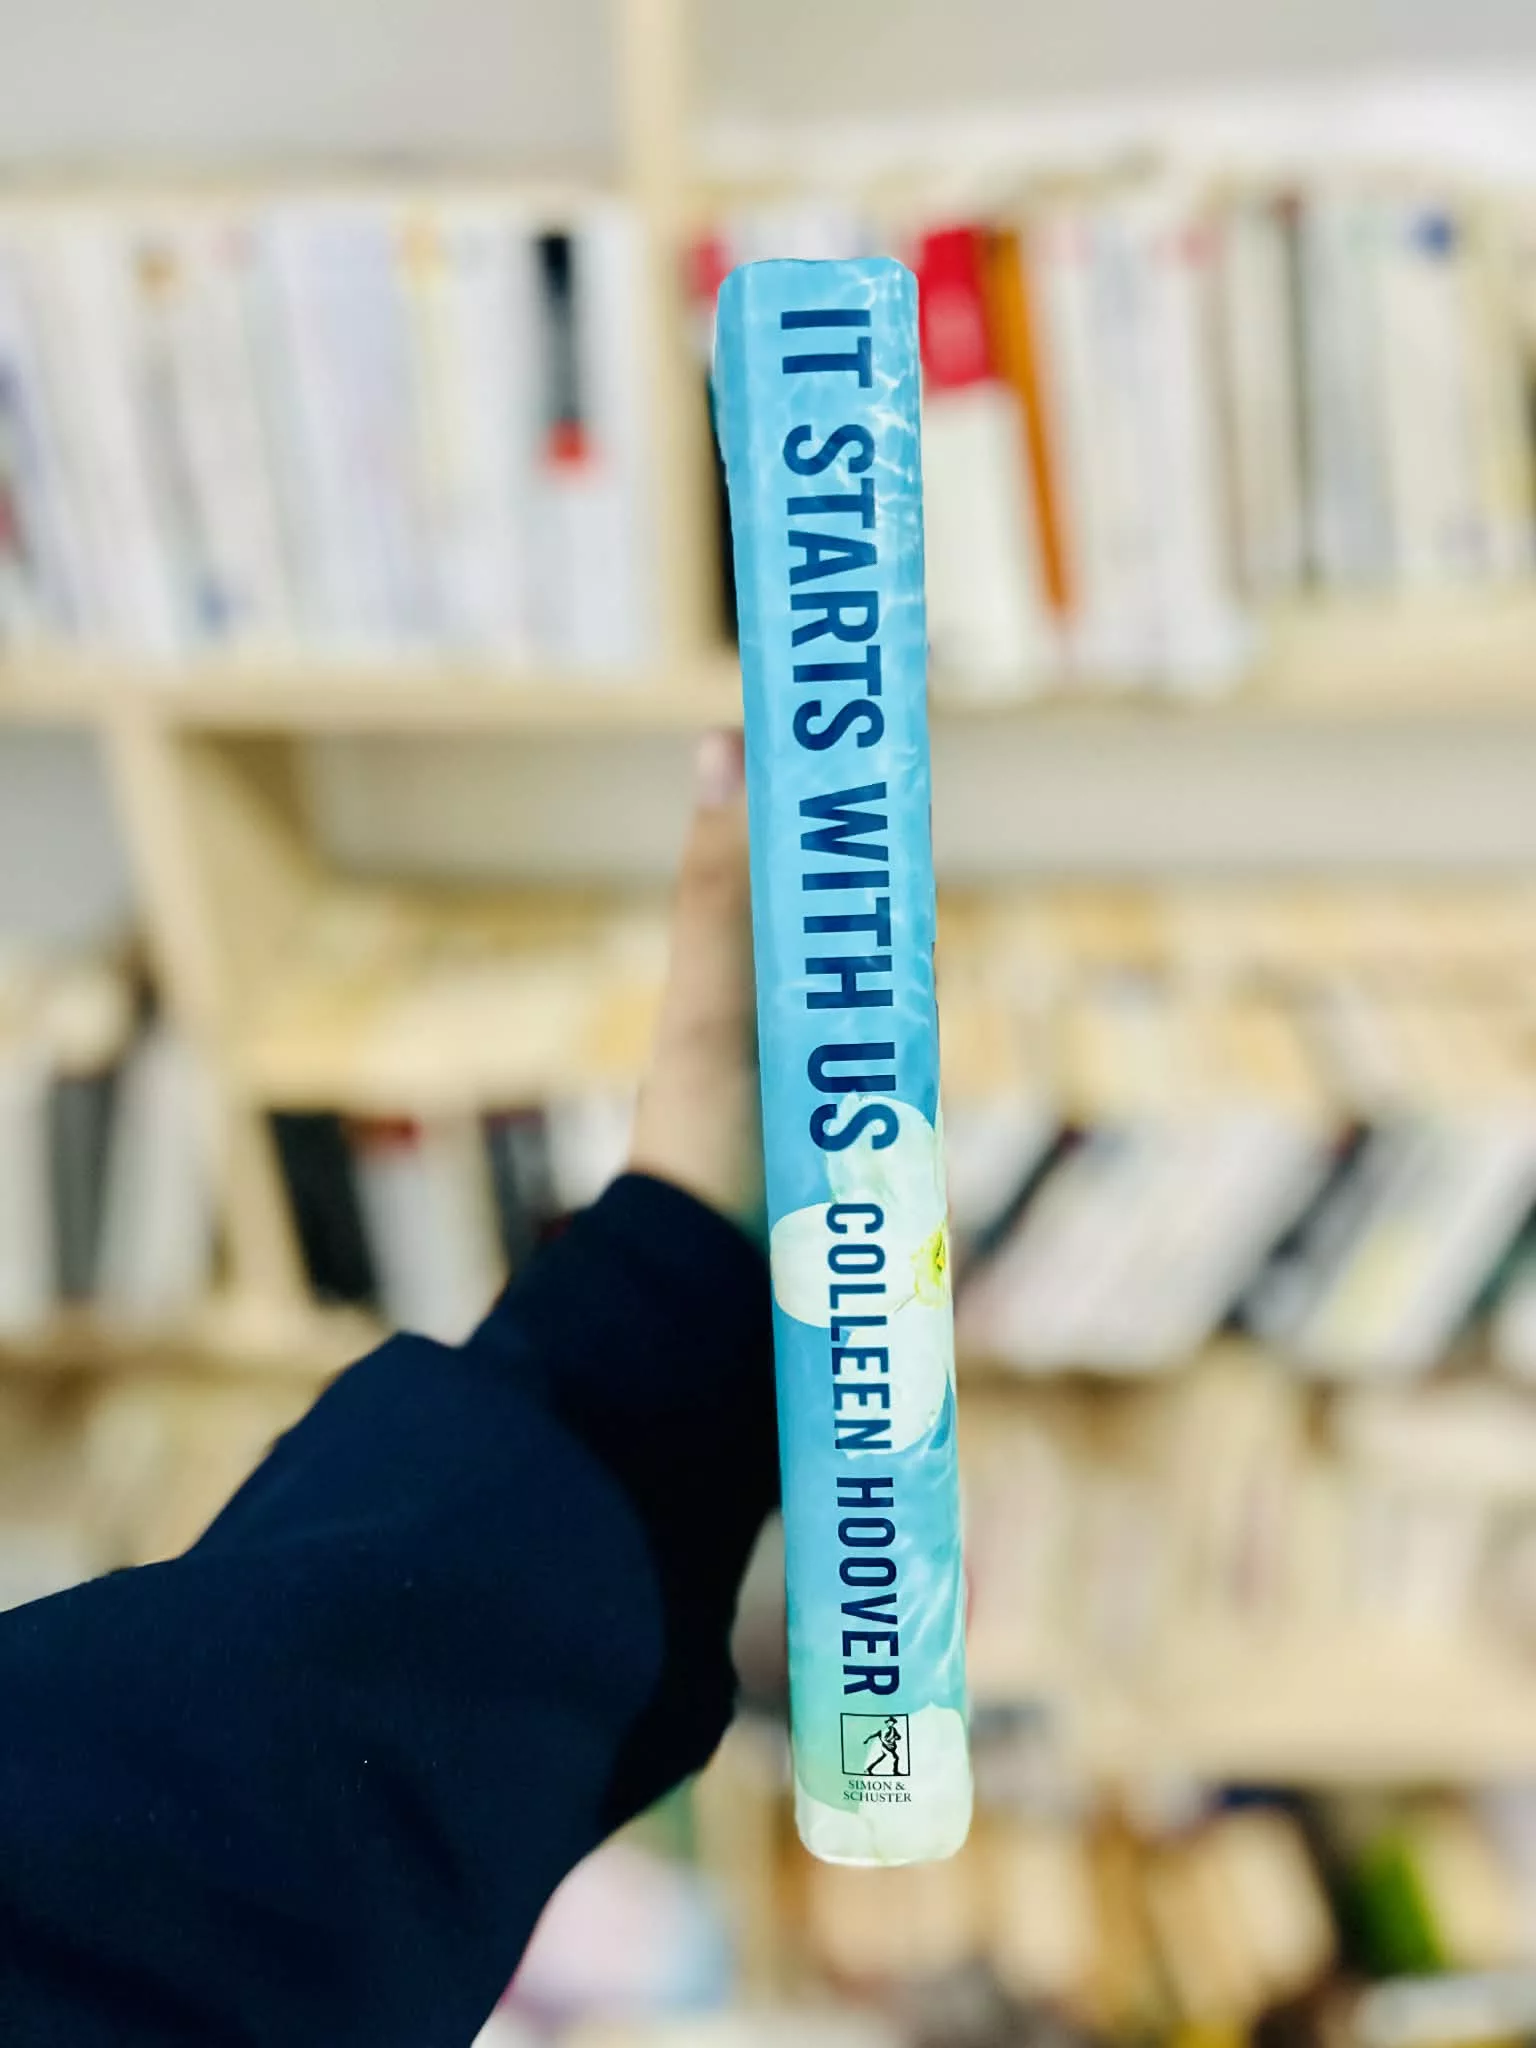 IT STARTS WITH US
COLLEEN HOOVER
SIMON &
SCHUSTER